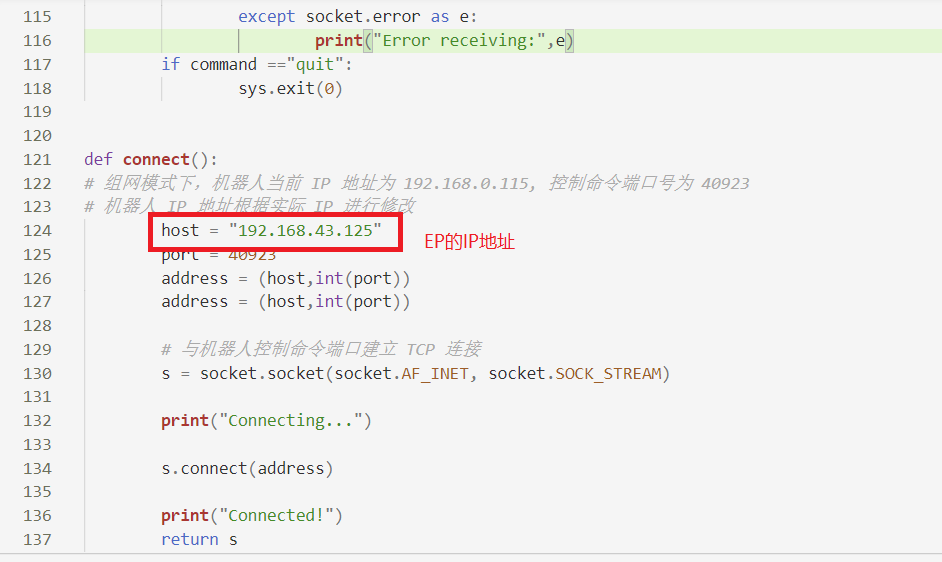 115 except socket.error as e:
116 print("Error receiving:",e)
117 if command =="quit":
118 sys.exit(0)
119
120
121 def connect():
122 # 组网模式下，机器人当前 IP 地址为 192.168.0.115, 控制命令端口号为 40923
123 # 机器人 IP 地址根据实际 IP 进行修改
124 host = "192.168.43.125" EP的IP地址
125 port = 40923
126 address = (host,int(port))
127 address = (host,int(port))
128
129 # 与机器人控制命令端口建立 TCP 连接
130 s = socket.socket(socket.AF_INET, socket.SOCK_STREAM)
131
132 print("Connecting...")
133
134 s.connect(address)
135
136 print("Connected!")
137 return s